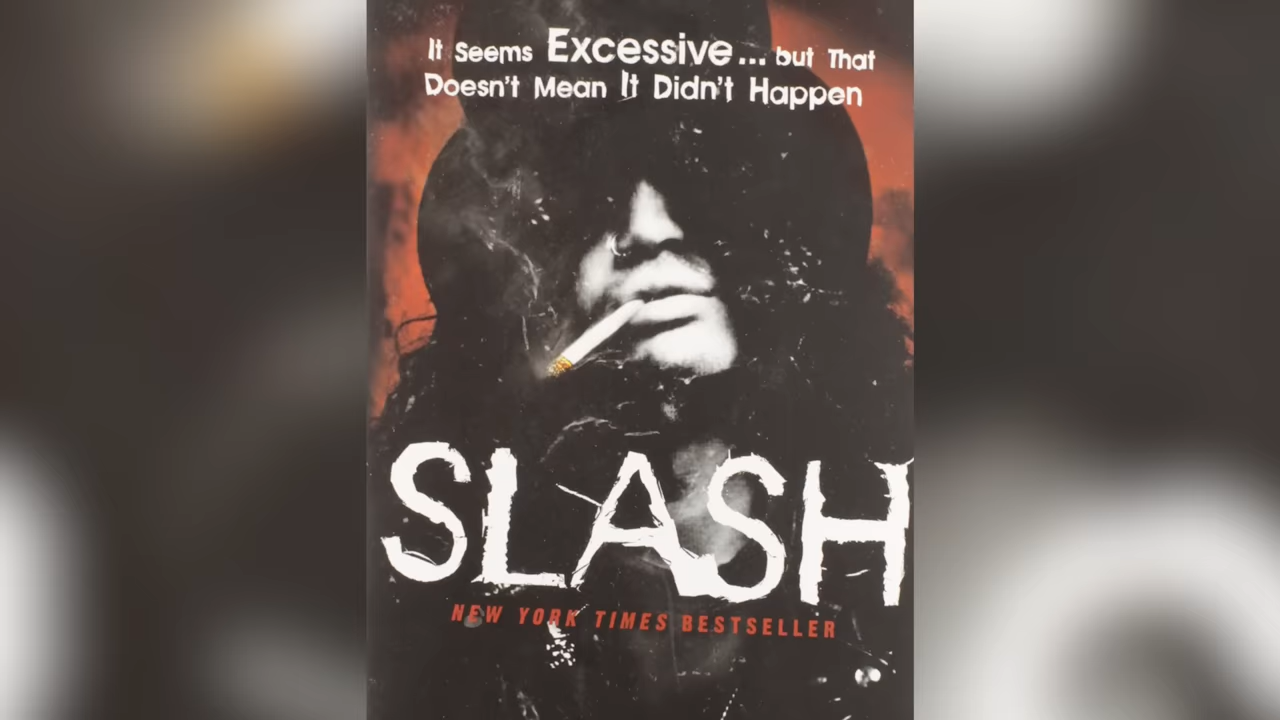 It Seems Excessive... but That
Doesn't Mean It Didn't Happen
SLASH
NEW YORK TIMES BESTSELLER